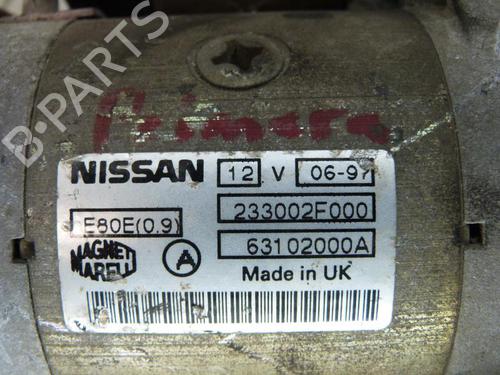 Primera
NISSAN 12 V 06-97
E80E(0.9) 233002F000
MAGNETI MARELLI A 63102000A
Made in UK
B-PARTS